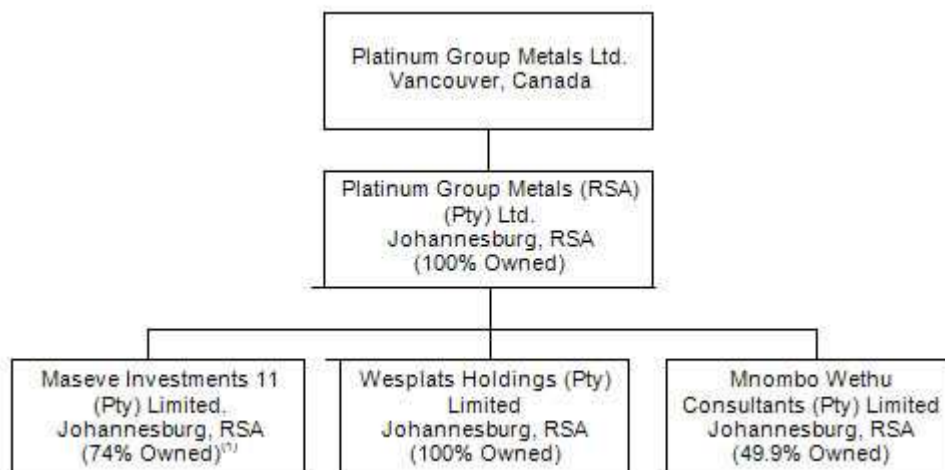 Platinum Group Metals Ltd.
Vancouver, Canada
Platinum Group Metals (RSA)
(Pty) Ltd.
Johannesburg, RSA
(100% Owned)
Maseve Investments 11
(Pty) Limited.
Johannesburg, RSA
(74% Owned)⁽¹⁾
Wesplats Holdings (Pty)
Limited
Johannesburg, RSA
(100% Owned)
Mnombo Wethu
Consultants (Pty) Limited
Johannesburg, RSA
(49.9% Owned)